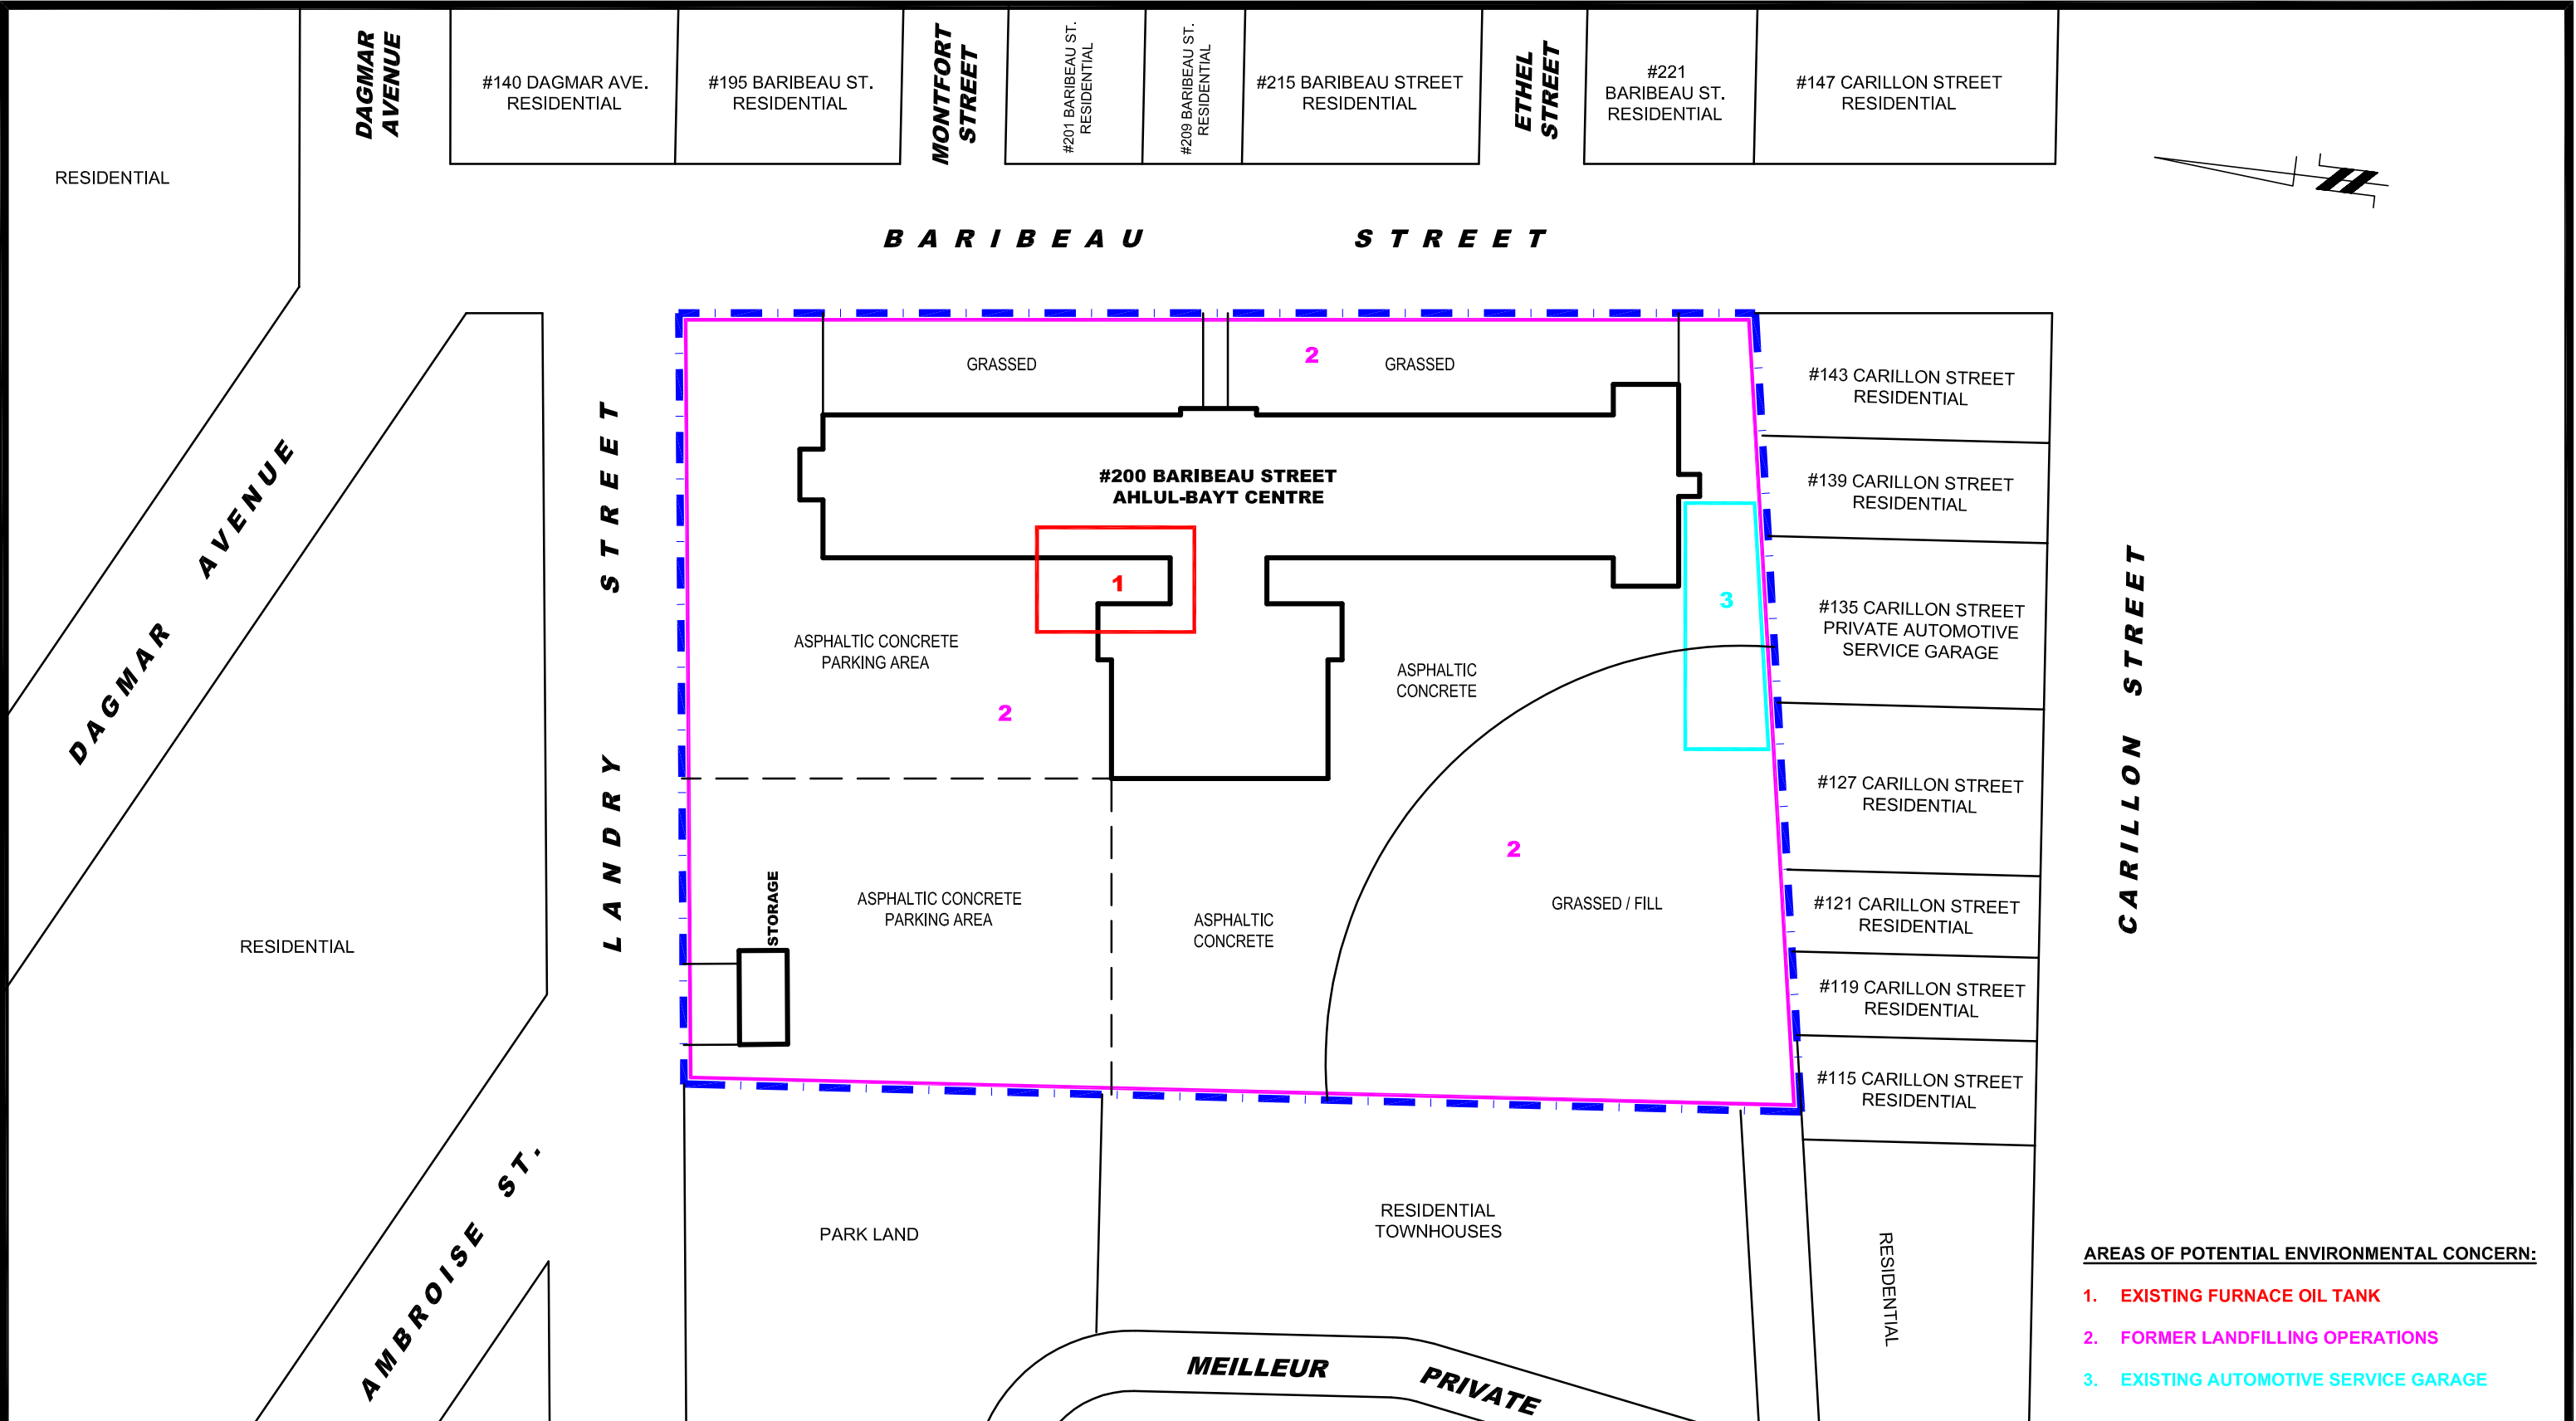 DAGMAR
AVENUE
#140 DAGMAR AVE.
RESIDENTIAL
#195 BARIBEAU ST.
RESIDENTIAL
MONTFORT
STREET
#201 BARIBEAU ST.
RESIDENTIAL
#209 BARIBEAU ST.
RESIDENTIAL
#215 BARIBEAU STREET
RESIDENTIAL
ETHEL
STREET
#221
BARIBEAU ST.
RESIDENTIAL
#147 CARILLON STREET
RESIDENTIAL
RESIDENTIAL
BARIBEAU STREET
GRASSED
2
GRASSED
#143 CARILLON STREET
RESIDENTIAL
#200 BARIBEAU STREET
AHLUL-BAYT CENTRE
#139 CARILLON STREET
RESIDENTIAL
DAGMAR AVENUE
LANDRY STREET
1
3
#135 CARILLON STREET
PRIVATE AUTOMOTIVE
SERVICE GARAGE
CARILLON STREET
ASPHALTIC CONCRETE
PARKING AREA
ASPHALTIC
CONCRETE
2
#127 CARILLON STREET
RESIDENTIAL
2
STORAGE
ASPHALTIC CONCRETE
PARKING AREA
ASPHALTIC
CONCRETE
GRASSED / FILL
#121 CARILLON STREET
RESIDENTIAL
RESIDENTIAL
#119 CARILLON STREET
RESIDENTIAL
#115 CARILLON STREET
RESIDENTIAL
AMBROISE ST.
PARK LAND
RESIDENTIAL
TOWNHOUSES
RESIDENTIAL
MEILLEUR PRIVATE
AREAS OF POTENTIAL ENVIRONMENTAL CONCERN:
1. EXISTING FURNACE OIL TANK
2. FORMER LANDFILLING OPERATIONS
3. EXISTING AUTOMOTIVE SERVICE GARAGE